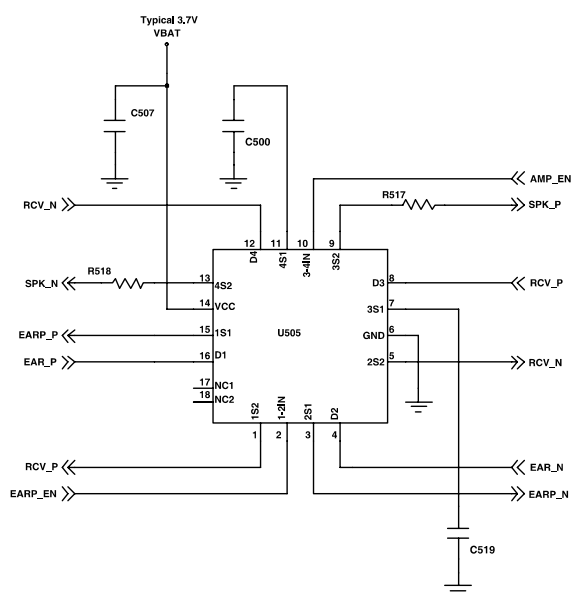 Typical 3.7V
VBAT
C507
C500
AMP_EN
R517
RCV_N
SPK_P
12 11 10 9
D4 4S1 3-4IN 3S2
R518
SPK_N
13 4S2
D3 8
RCV_P
14 VCC
3S1 7
U505
EARP_P
15 1S1
GND 6
EAR_P
16 D1
2S2 5
RCV_N
17 NC1
18 NC2
1S2 1-2IN 2S1 D2
1 2 3 4
RCV_P
EAR_N
EARP_EN
EARP_N
C519